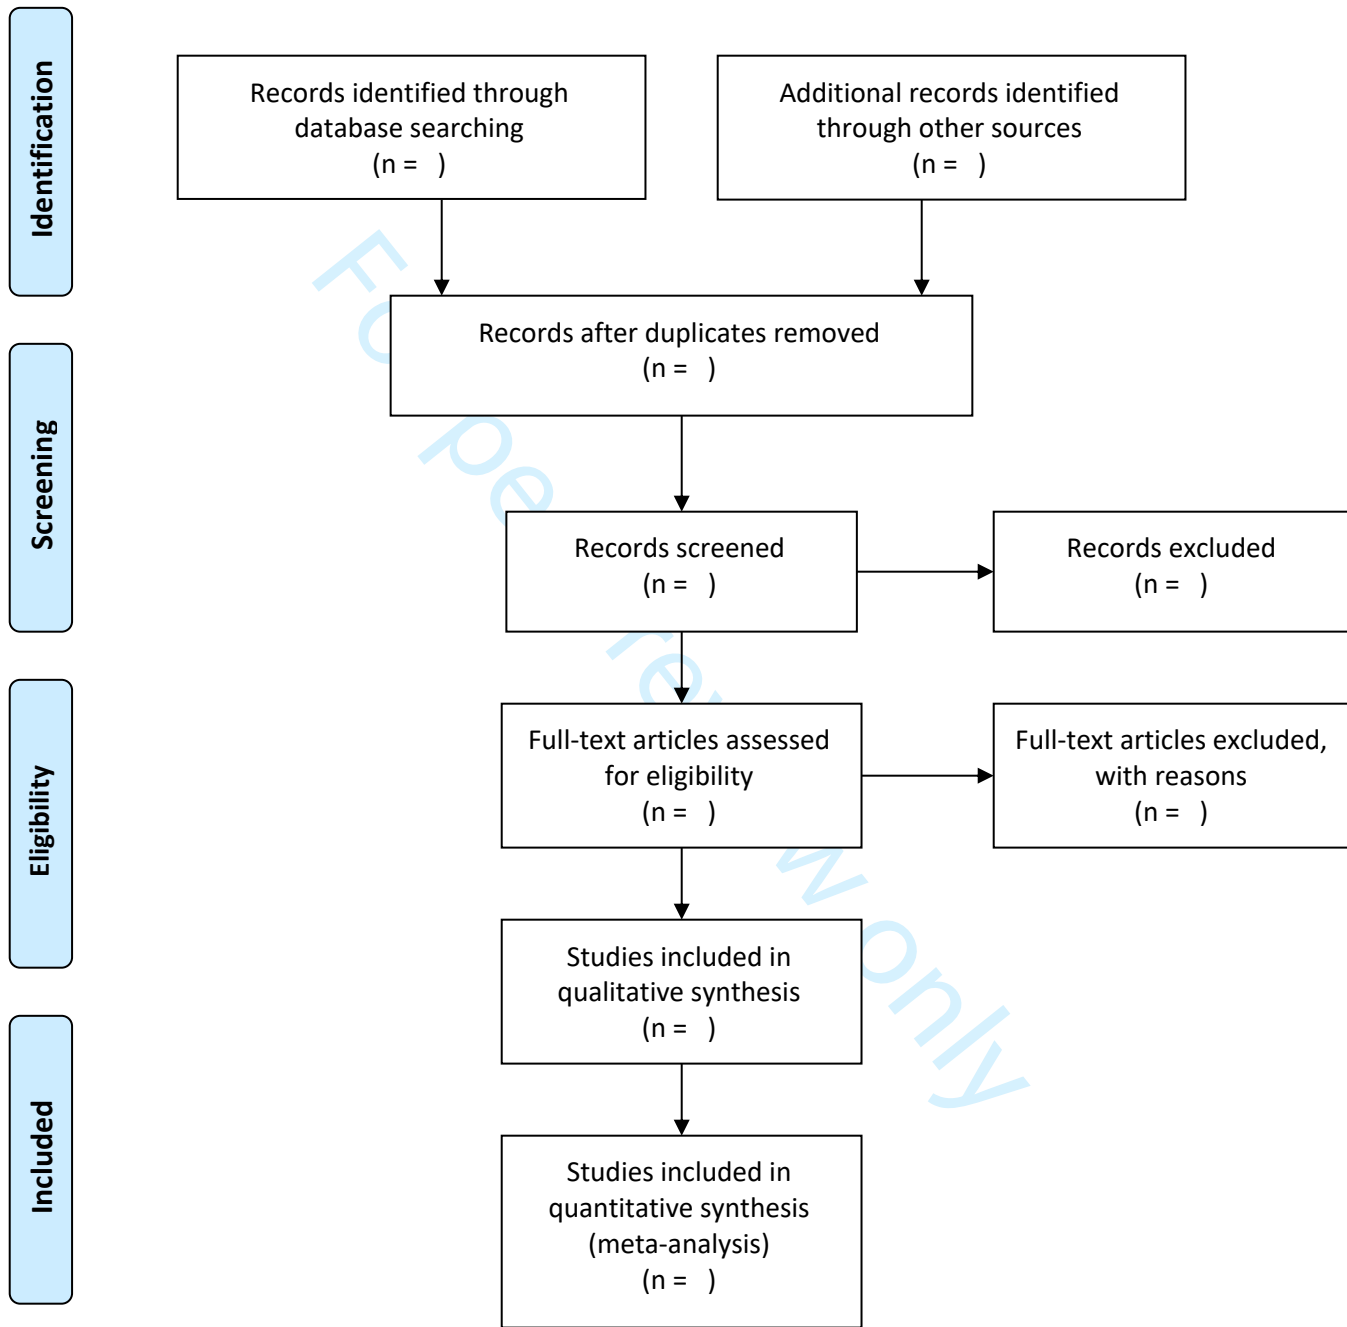 Identification
Records identified through
database searching
(n =   )
Additional records identified
through other sources
(n =   )
Records after duplicates removed
(n =   )
Screening
Records screened
(n =   )
Records excluded
(n =   )
Eligibility
Full-text articles assessed
for eligibility
(n =   )
Full-text articles excluded,
with reasons
(n =   )
Studies included in
qualitative synthesis
(n =   )
Included
Studies included in
quantitative synthesis
(meta-analysis)
(n =   )
For peer review only